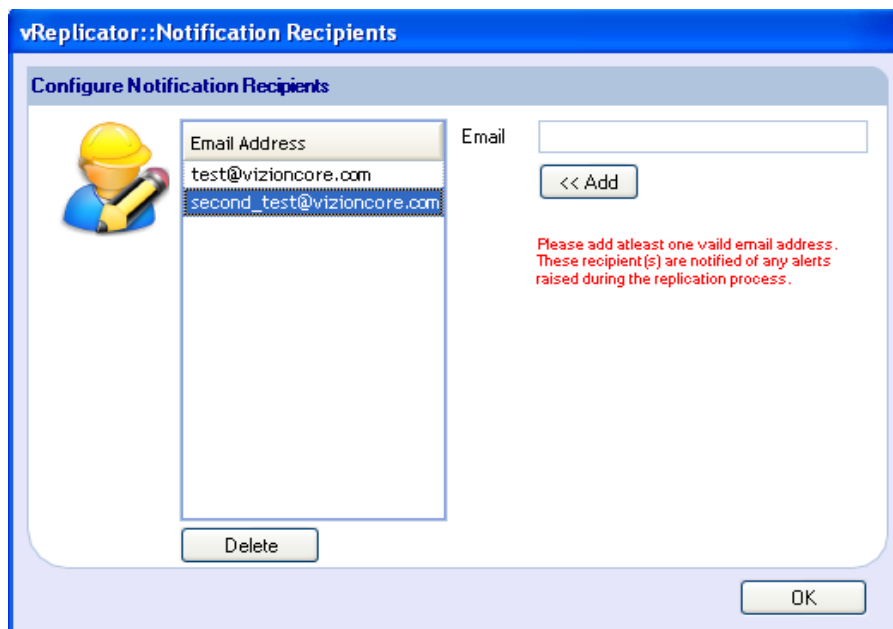 vReplicator::Notification Recipients
Configure Notification Recipients
Email Address
test@vizioncore.com
second_test@vizioncore.com
Email
<< Add
Please add atleast one vaild email address.
These recipient(s) are notified of any alerts
raised during the replication process.
Delete
OK